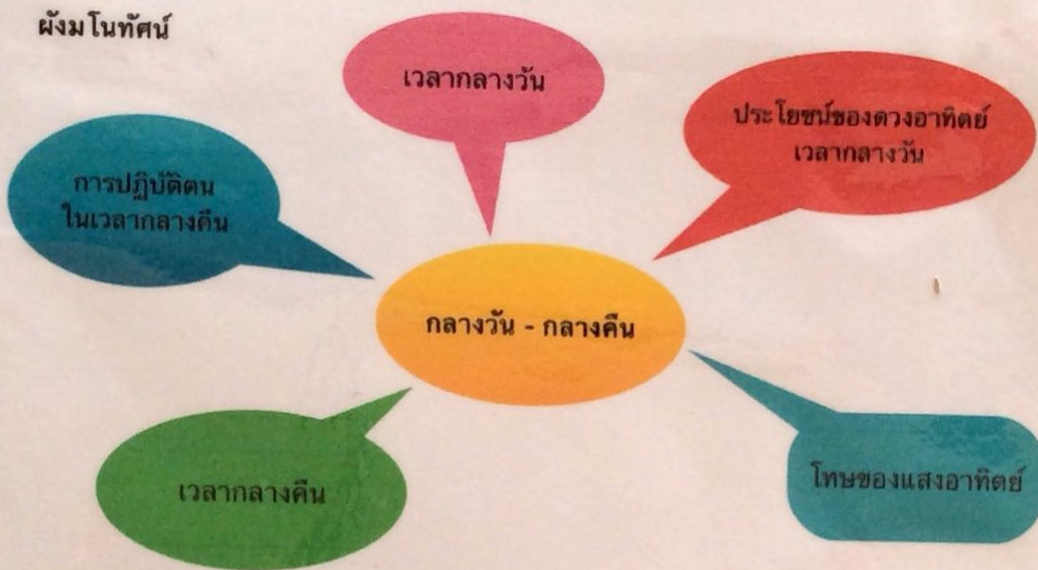 ผังมโนทัศน์
เวลากลางวัน
ประโยชน์ของดวงอาทิตย์
เวลากลางวัน
การปฏิบัติตน
ในเวลากลางคืน
กลางวัน - กลางคืน
เวลากลางคืน
โทษของแสงอาทิตย์